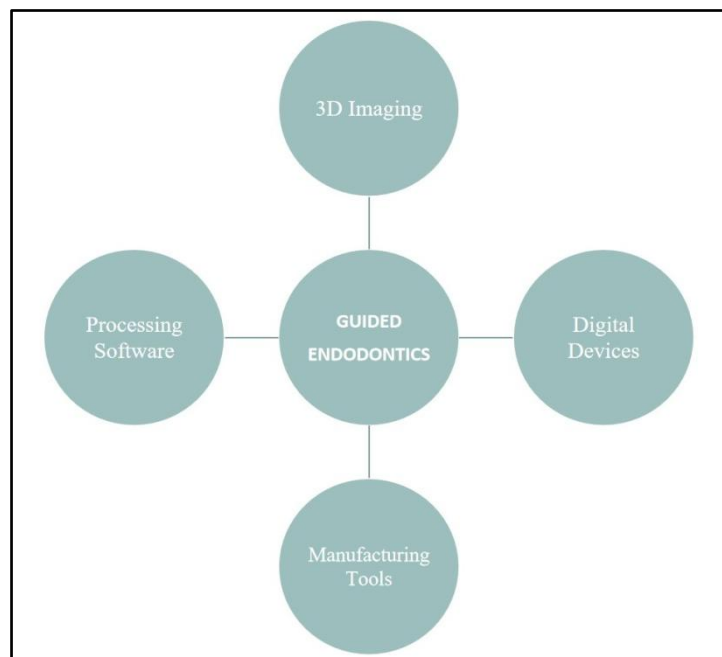 3D Imaging
Processing
Software
GUIDED
ENDODONTICS
Digital
Devices
Manufacturing
Tools